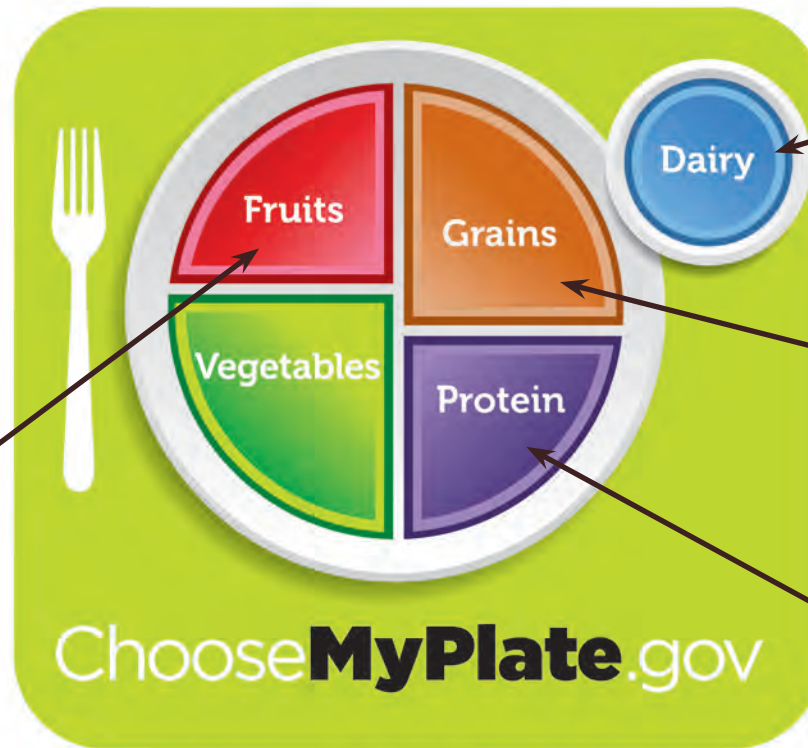 Fruits
Grains
Dairy
Vegetables
Protein
ChooseMyPlate.gov